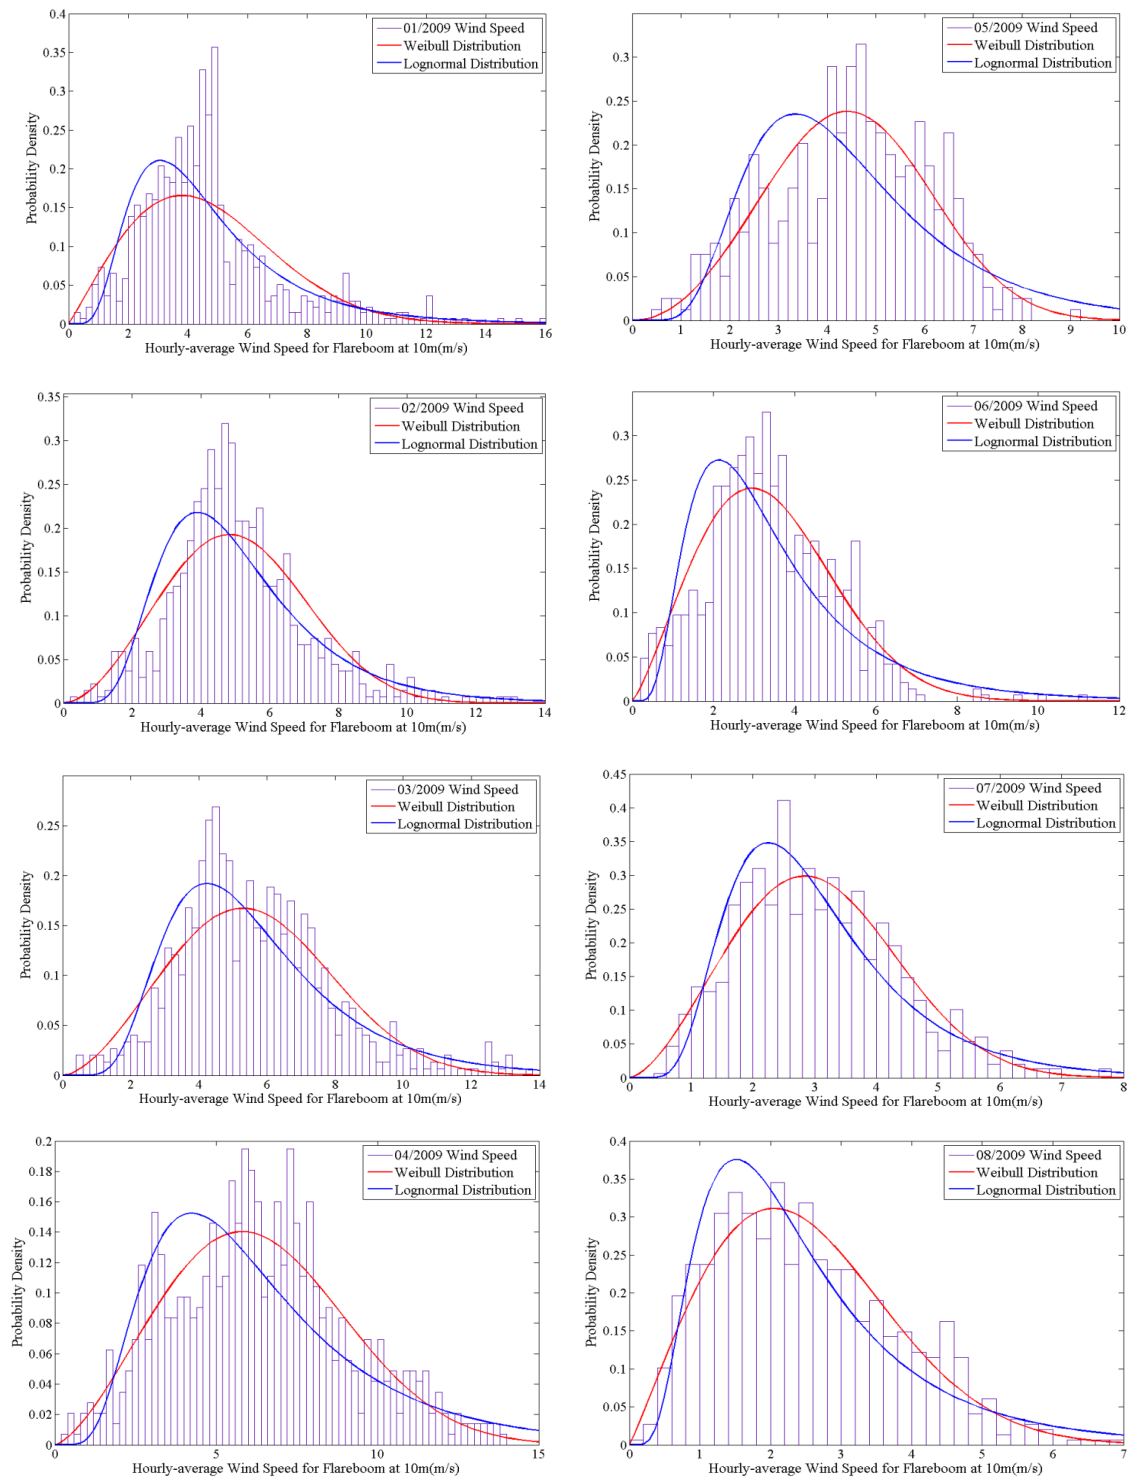 0.4
0.35
0.3
0.25
0.2
0.15
0.1
0.05
0
Probability Density
01/2009 Wind Speed
Weibull Distribution
Lognormal Distribution
0 2 4 6 8 10 12 14 16
Hourly-average Wind Speed for Flareboom at 10m(m/s)
0.3
0.25
0.2
0.15
0.1
0.05
0
Probability Density
05/2009 Wind Speed
Weibull Distribution
Lognormal Distribution
0 1 2 3 4 5 6 7 8 9 10
Hourly-average Wind Speed for Flareboom at 10m(m/s)
0.35
0.3
0.25
0.2
0.15
0.1
0.05
0
Probability Density
02/2009 Wind Speed
Weibull Distribution
Lognormal Distribution
0 2 4 6 8 10 12 14
Hourly-average Wind Speed for Flareboom at 10m(m/s)
0.3
0.25
0.2
0.15
0.1
0.05
0
Probability Density
06/2009 Wind Speed
Weibull Distribution
Lognormal Distribution
0 2 4 6 8 10 12
Hourly-average Wind Speed for Flareboom at 10m(m/s)
0.25
0.2
0.15
0.1
0.05
0
Probability Density
03/2009 Wind Speed
Weibull Distribution
Lognormal Distribution
0 2 4 6 8 10 12 14
Hourly-average Wind Speed for Flareboom at 10m(m/s)
0.45
0.4
0.35
0.3
0.25
0.2
0.15
0.1
0.05
0
Probability Density
07/2009 Wind Speed
Weibull Distribution
Lognormal Distribution
0 1 2 3 4 5 6 7 8
Hourly-average Wind Speed for Flareboom at 10m(m/s)
0.2
0.18
0.16
0.14
0.12
0.1
0.08
0.06
0.04
0.02
0
Probability Density
04/2009 Wind Speed
Weibull Distribution
Lognormal Distribution
5 10 15
Hourly-average Wind Speed for Flareboom at 10m(m/s)
0.4
0.35
0.3
0.25
0.2
0.15
0.1
0.05
0
Probability Density
08/2009 Wind Speed
Weibull Distribution
Lognormal Distribution
0 1 2 3 4 5 6 7
Hourly-average Wind Speed for Flareboom at 10m(m/s)